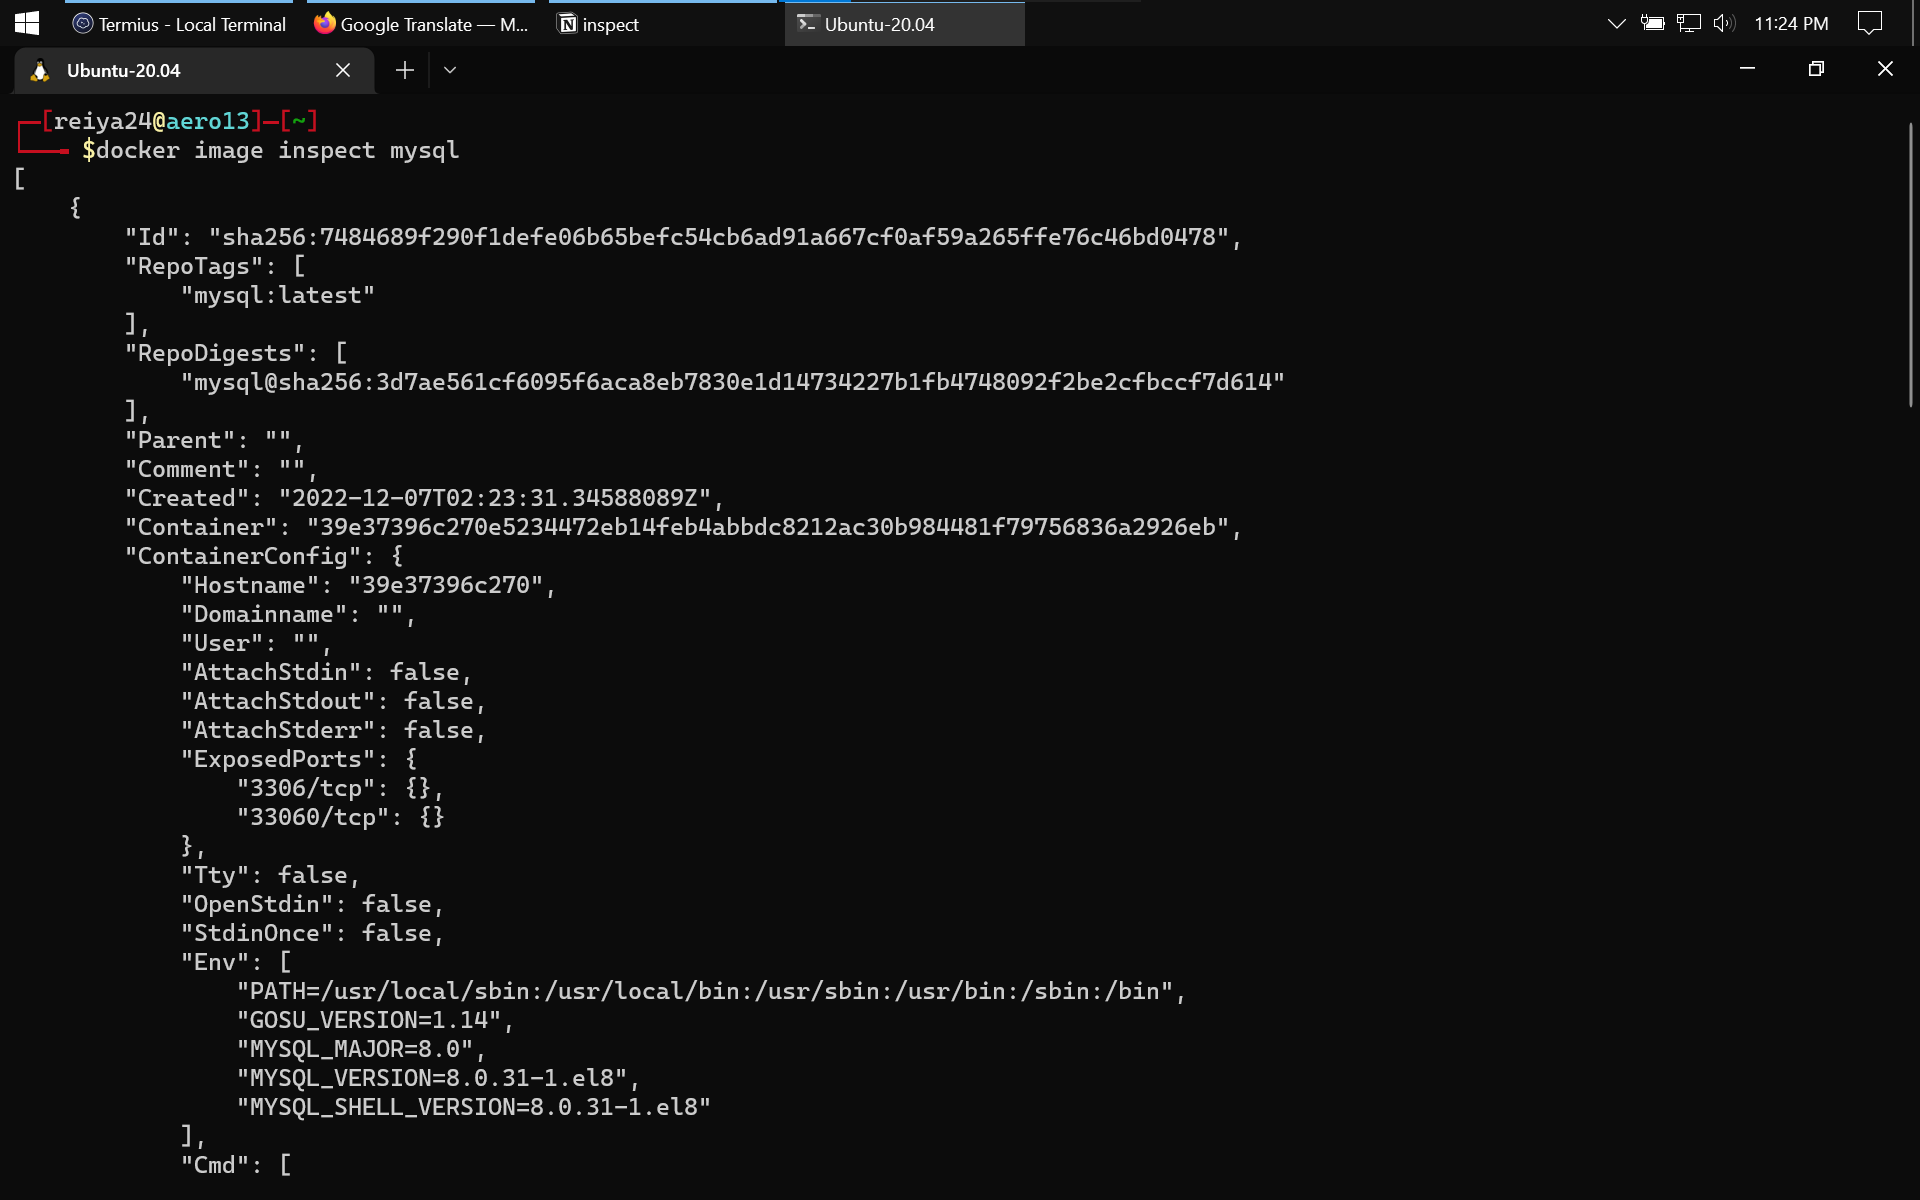 Termius - Local Terminal
Google Translate — M...
inspect
Ubuntu-20.04
11:24 PM
Ubuntu-20.04
[reiya24@aero13]─[~]
$docker image inspect mysql
[
    {
        "Id": "sha256:7484689f290f1defe06b65befc54cb6ad91a667cf0af59a265ffe76c46bd0478",
        "RepoTags": [
            "mysql:latest"
        ],
        "RepoDigests": [
            "mysql@sha256:3d7ae561cf6095f6aca8eb7830e1d14734227b1fb4748092f2be2cfbccf7d614"
        ],
        "Parent": "",
        "Comment": "",
        "Created": "2022-12-07T02:23:31.34588089Z",
        "Container": "39e37396c270e5234472eb14feb4abbdc8212ac30b984481f79756836a2926eb",
        "ContainerConfig": {
            "Hostname": "39e37396c270",
            "Domainname": "",
            "User": "",
            "AttachStdin": false,
            "AttachStdout": false,
            "AttachStderr": false,
            "ExposedPorts": {
                "3306/tcp": {},
                "33060/tcp": {}
            },
            "Tty": false,
            "OpenStdin": false,
            "StdinOnce": false,
            "Env": [
                "PATH=/usr/local/sbin:/usr/local/bin:/usr/sbin:/usr/bin:/sbin:/bin",
                "GOSU_VERSION=1.14",
                "MYSQL_MAJOR=8.0",
                "MYSQL_VERSION=8.0.31-1.el8",
                "MYSQL_SHELL_VERSION=8.0.31-1.el8"
            ],
            "Cmd": [